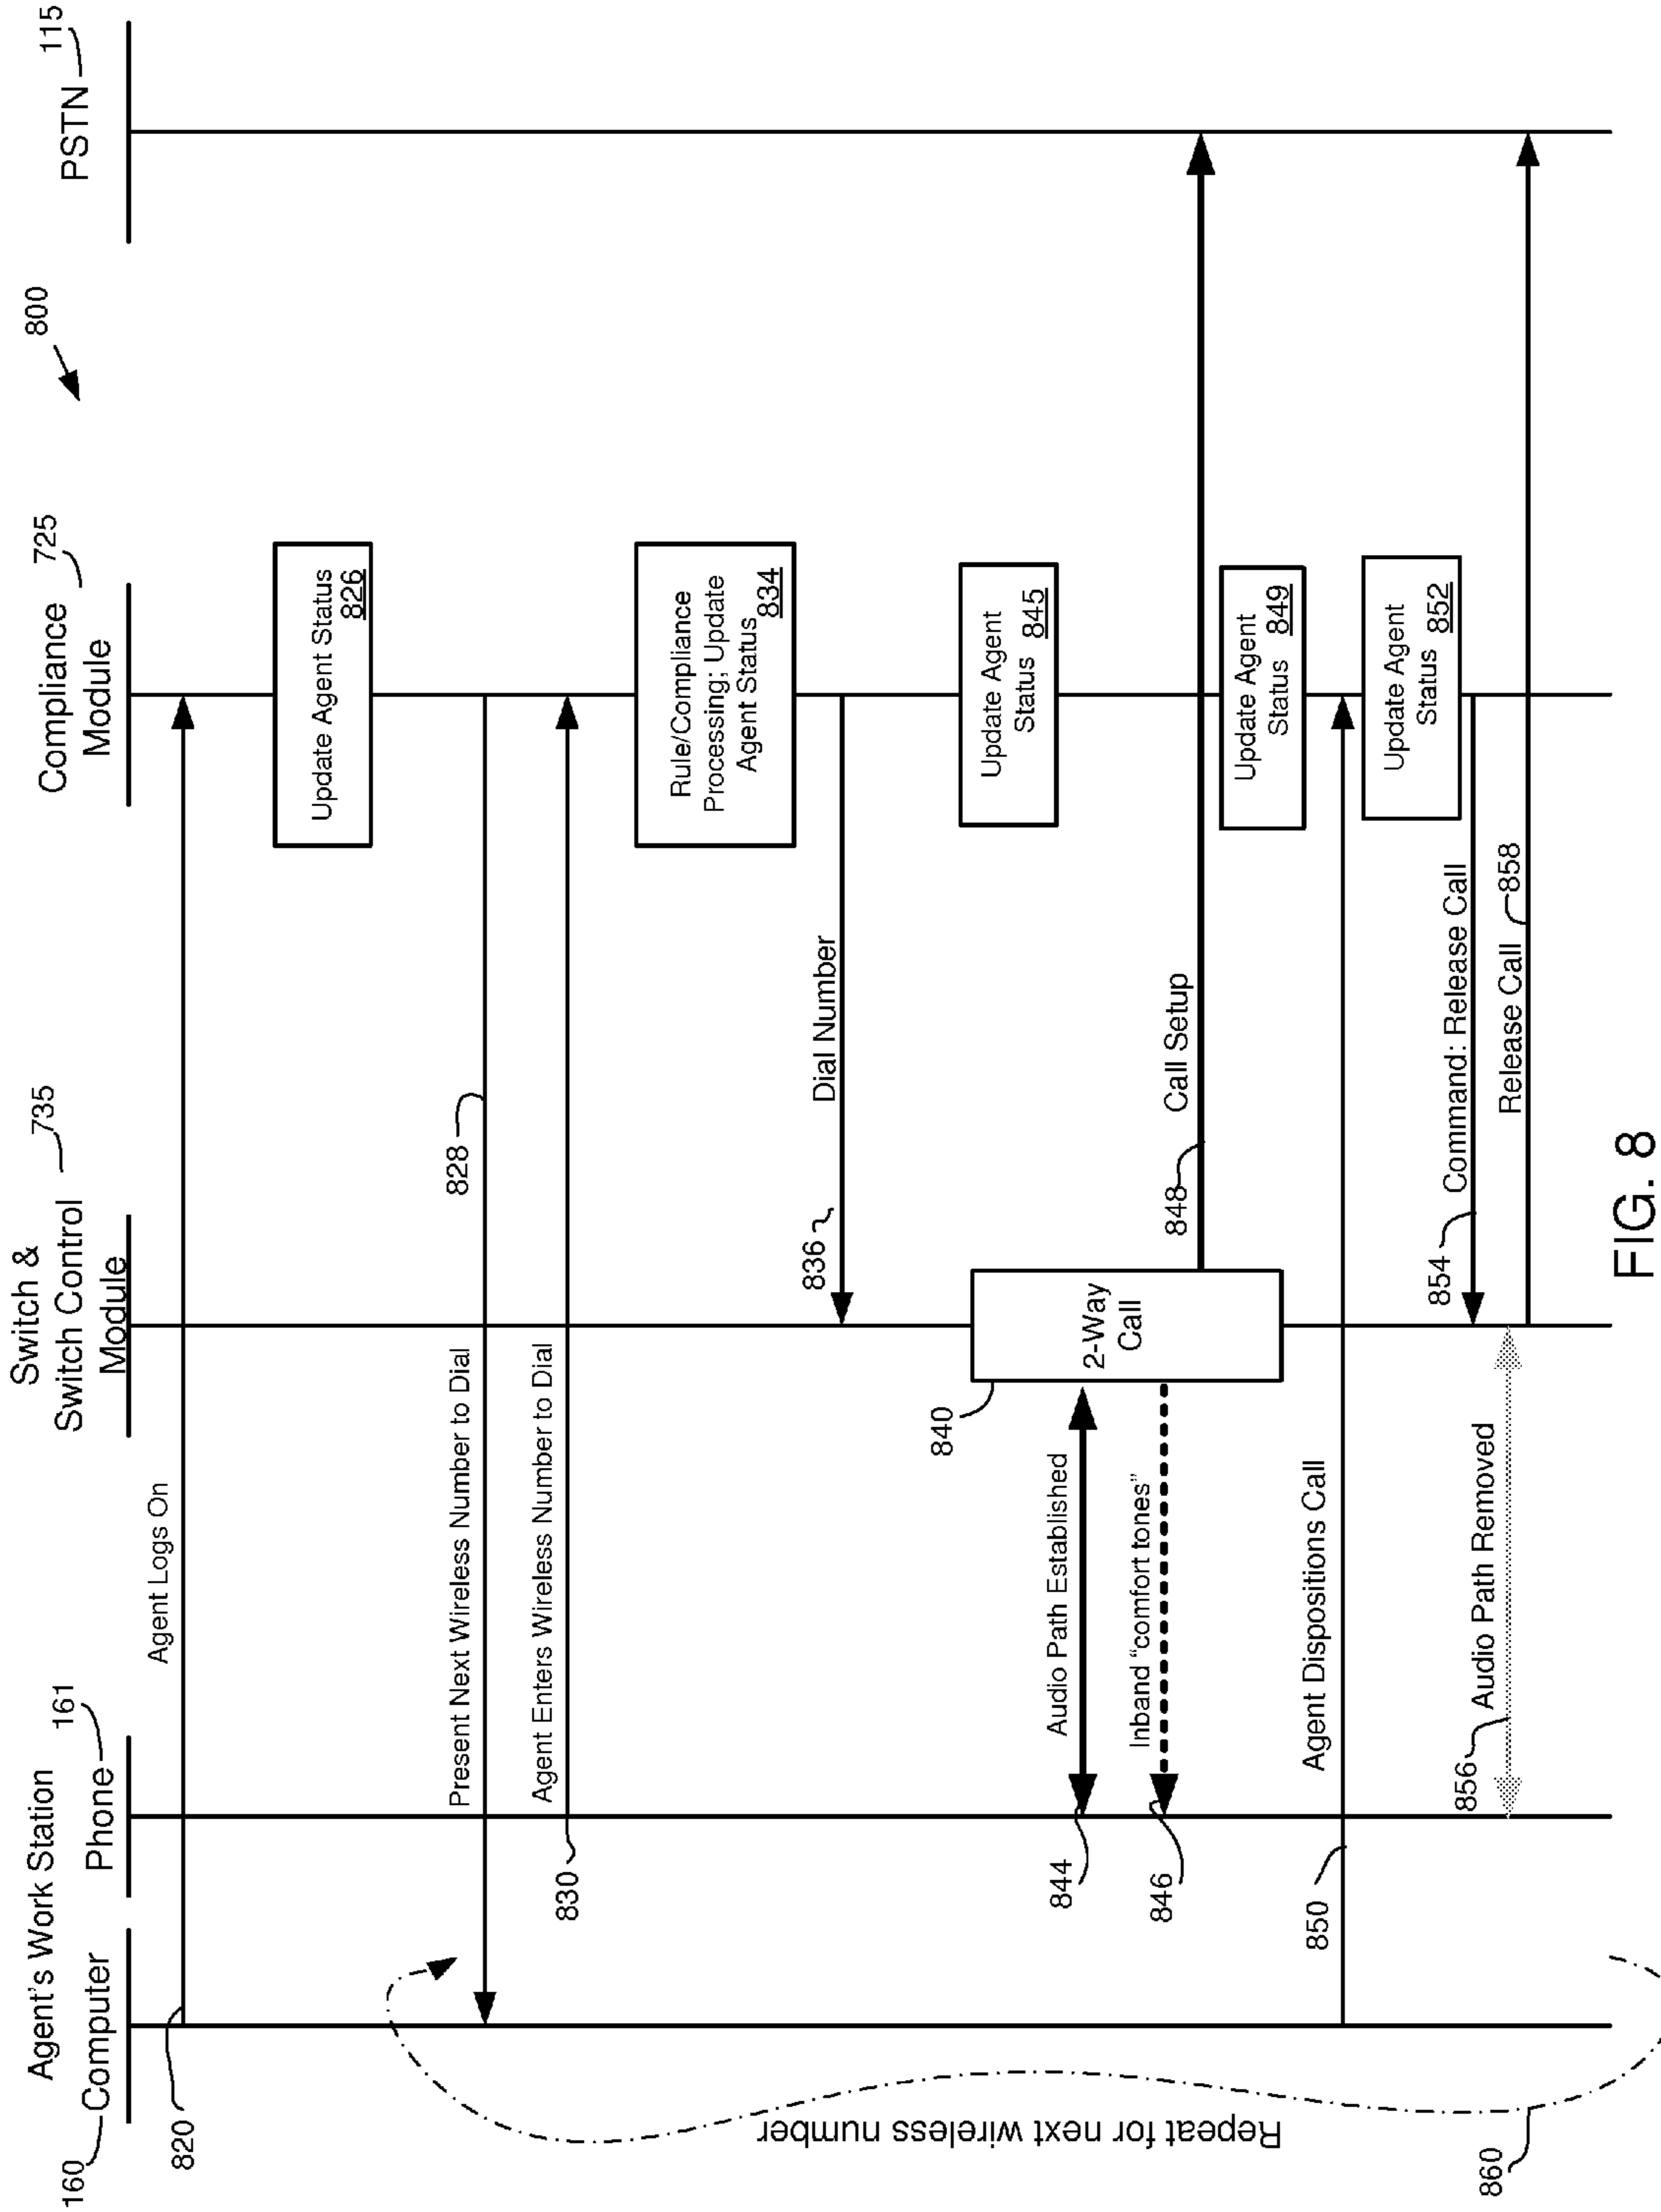 800
Agent's Work Station
160
Computer
Phone
161
Switch &
Switch Control
Module
735
Compliance
Module
725
PSTN
115
820
Agent Logs On
Update Agent Status
826
Present Next Wireless Number to Dial
828
830
Agent Enters Wireless Number to Dial
Rule/Compliance
Processing; Update
Agent Status
834
836
Dial Number
840
2-Way
Call
844
Audio Path Established
Update Agent
Status 845
846
Inband “comfort tones”
848
Call Setup
Update Agent
Status 849
850
Agent Dispositions Call
Update Agent
Status 852
854
Command: Release Call
856
Audio Path Removed
Release Call
858
Repeat for next wireless number
860
FIG. 8